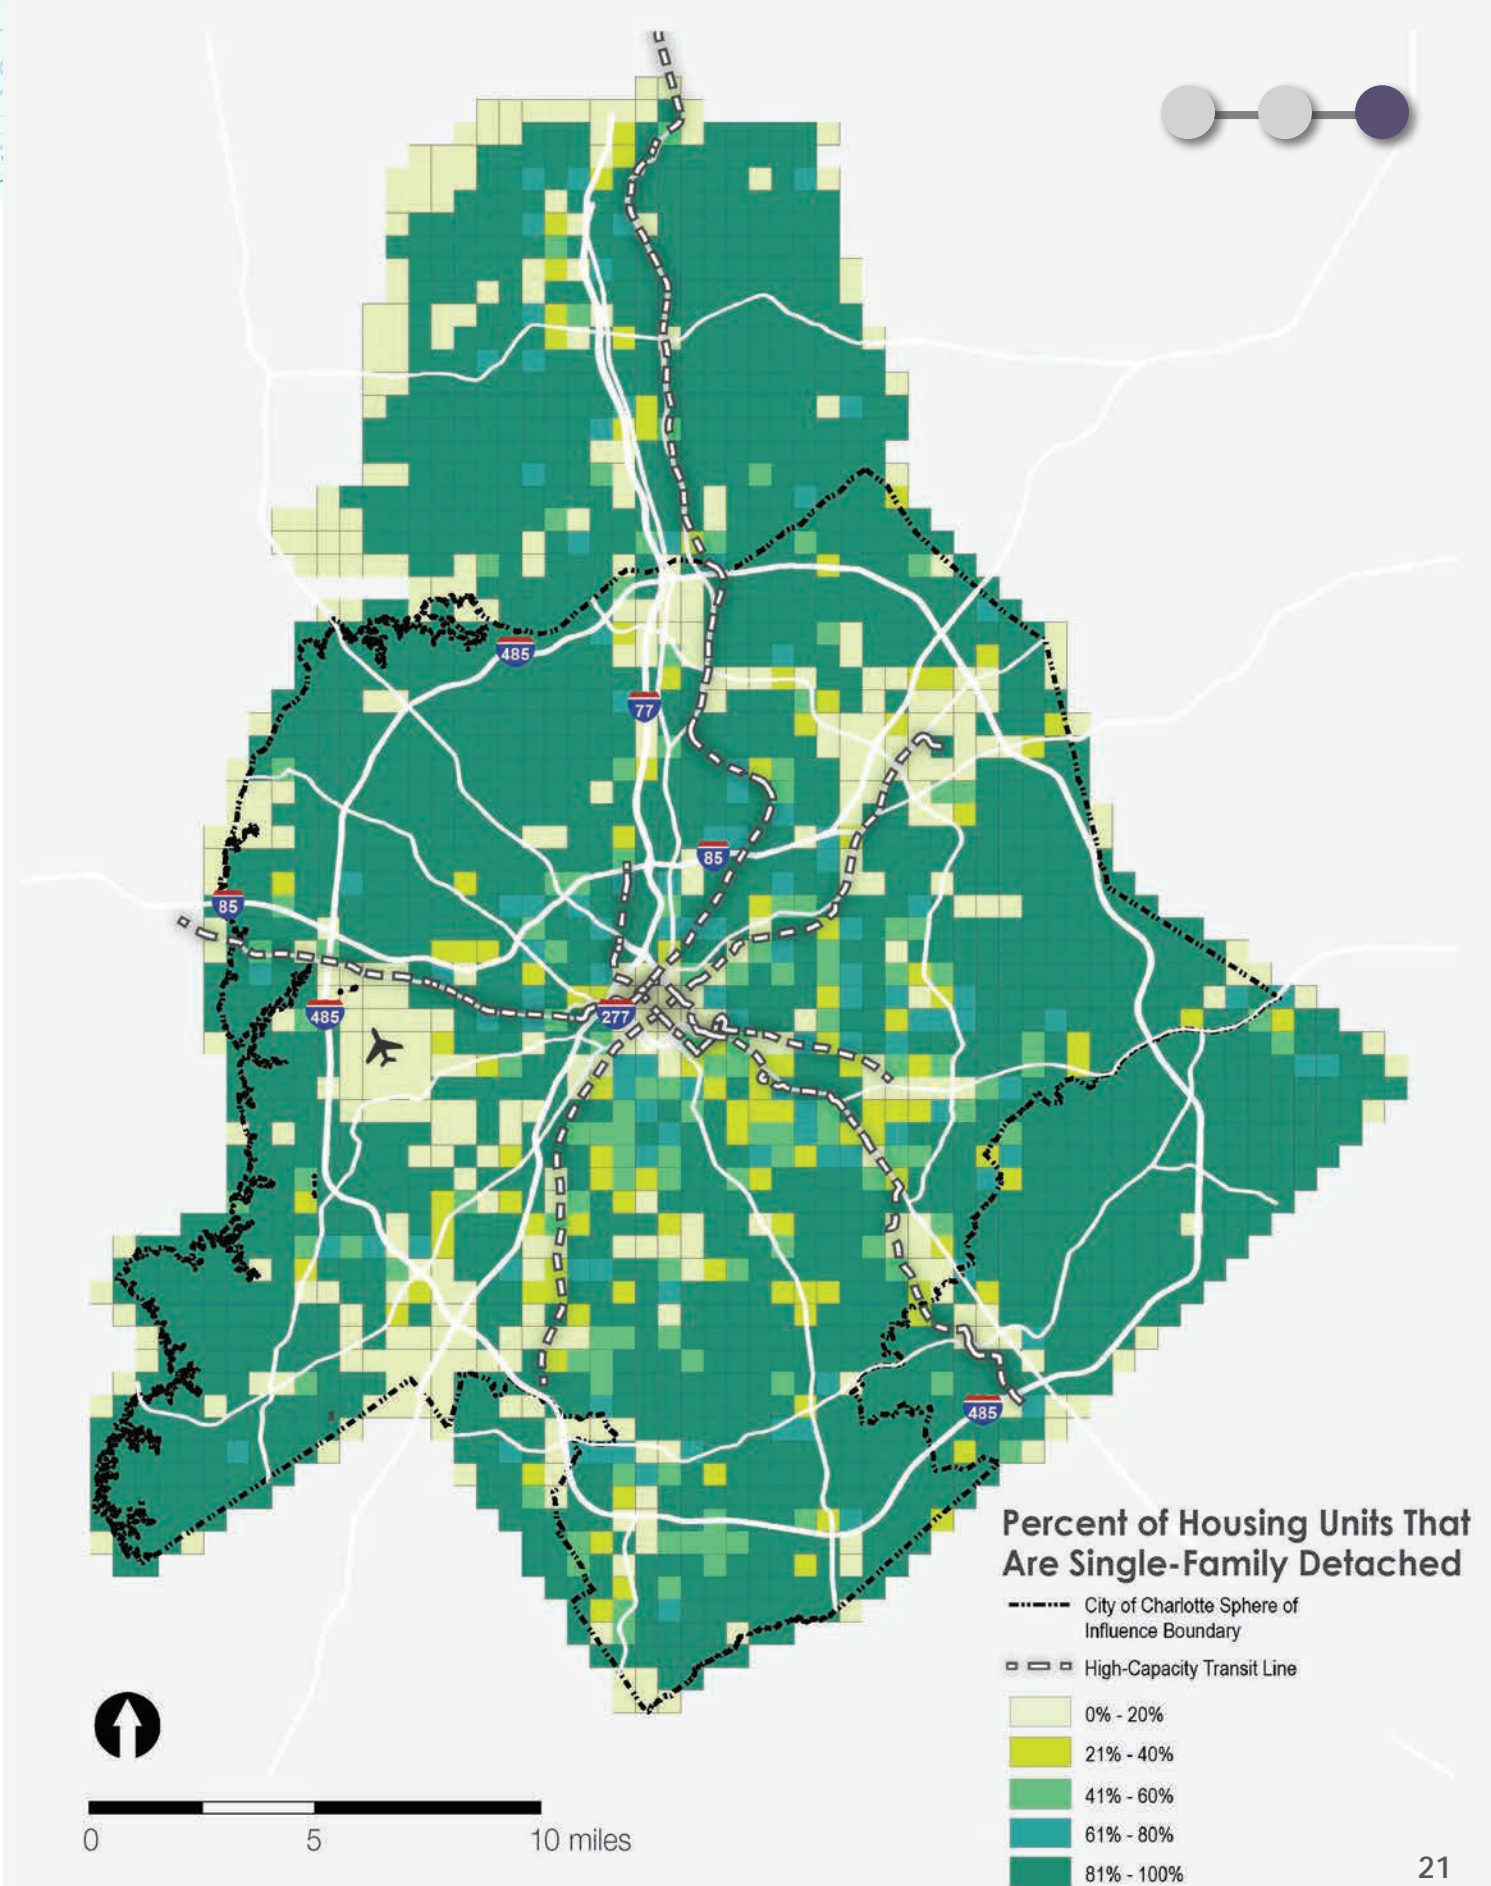 485
77
85
85
485
277
485
Percent of Housing Units That
Are Single-Family Detached
City of Charlotte Sphere of
Influence Boundary
High-Capacity Transit Line
0% - 20%
21% - 40%
41% - 60%
61% - 80%
81% - 100%
0 5 10 miles
21